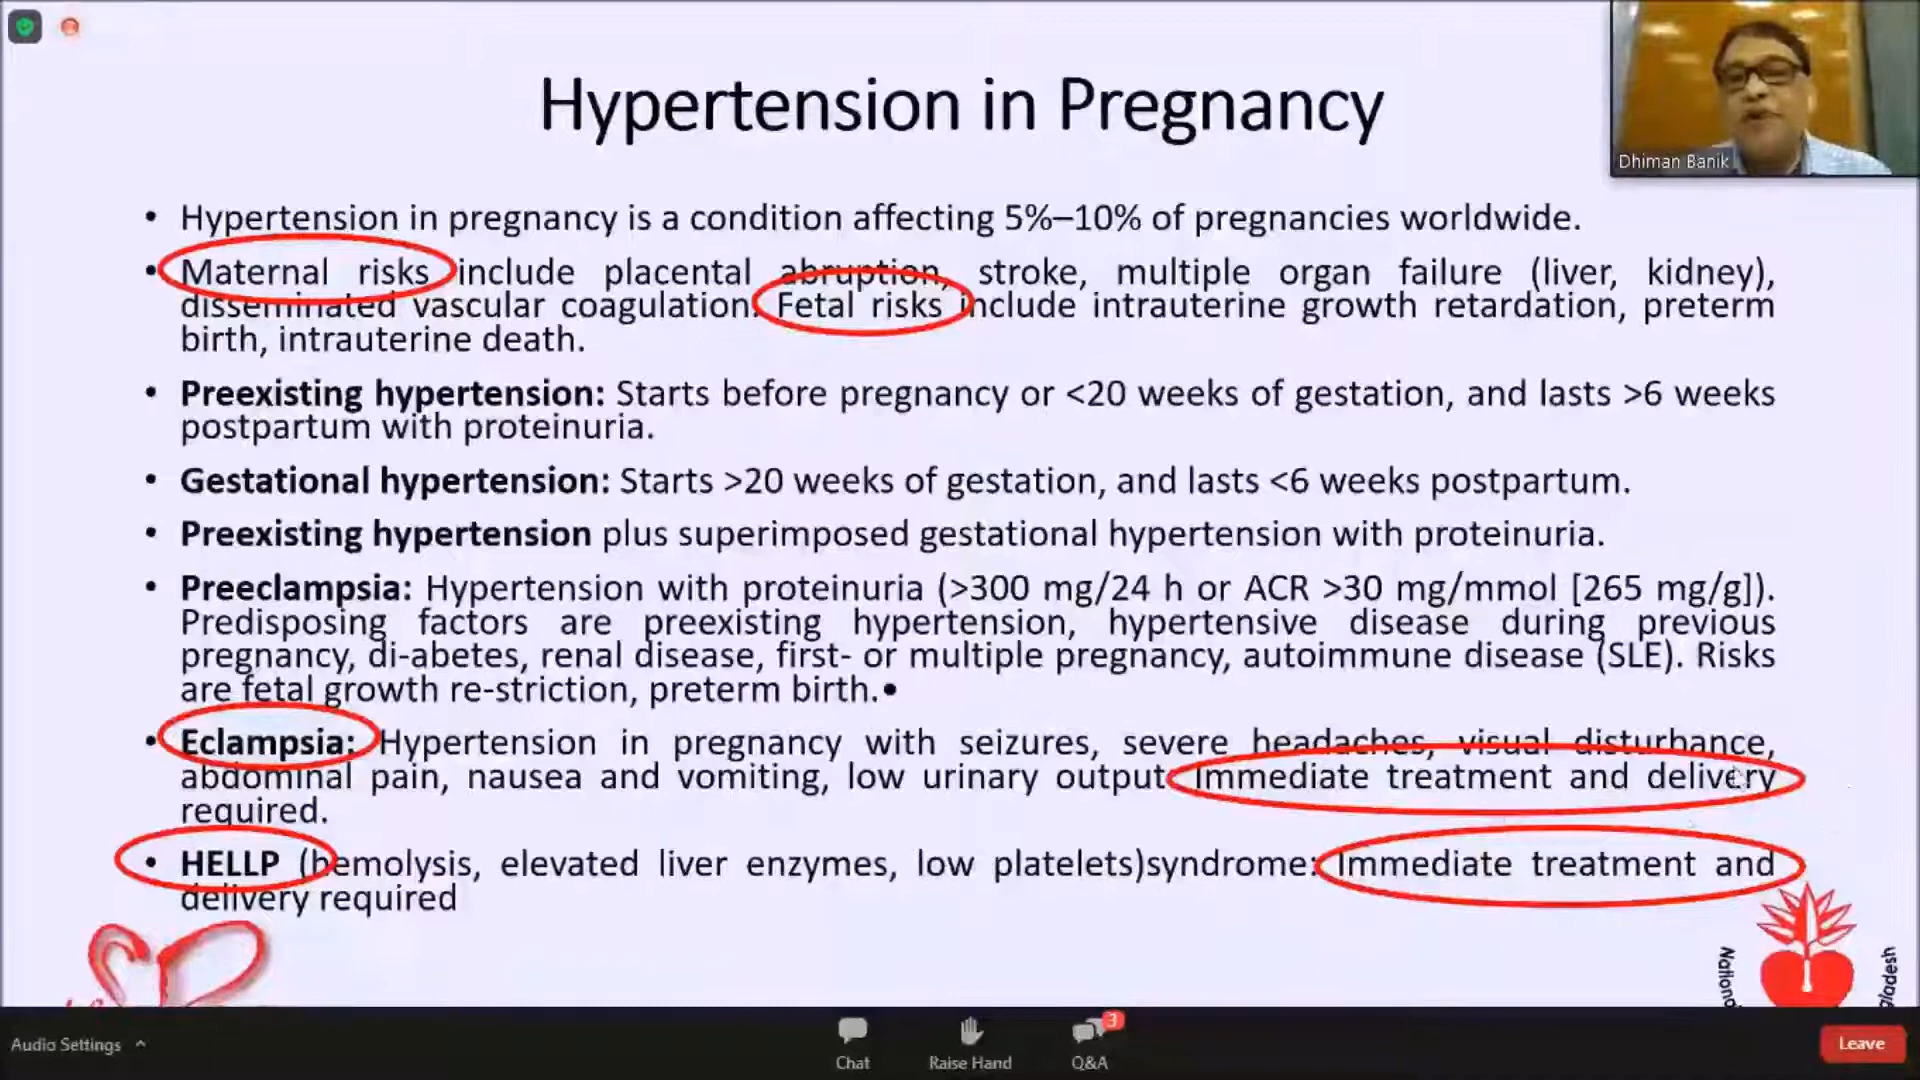 Hypertension in Pregnancy
Dhiman Banik
• Hypertension in pregnancy is a condition affecting 5%–10% of pregnancies worldwide.
• Maternal risks include placental abruption, stroke, multiple organ failure (liver, kidney),
disseminated vascular coagulation. Fetal risks include intrauterine growth retardation, preterm
birth, intrauterine death.
• Preexisting hypertension: Starts before pregnancy or <20 weeks of gestation, and lasts >6 weeks
postpartum with proteinuria.
• Gestational hypertension: Starts >20 weeks of gestation, and lasts <6 weeks postpartum.
• Preexisting hypertension plus superimposed gestational hypertension with proteinuria.
• Preeclampsia: Hypertension with proteinuria (>300 mg/24 h or ACR >30 mg/mmol [265 mg/g]).
Predisposing factors are preexisting hypertension, hypertensive disease during previous
pregnancy, di-abetes, renal disease, first- or multiple pregnancy, autoimmune disease (SLE). Risks
are fetal growth re-striction, preterm birth.•
• Eclampsia: Hypertension in pregnancy with seizures, severe headaches, visual disturbance,
abdominal pain, nausea and vomiting, low urinary output. Immediate treatment and delivery
required.
• HELLP (hemolysis, elevated liver enzymes, low platelets)syndrome: Immediate treatment and
delivery required
Audio Settings
Chat
Raise Hand
3
Q&A
Leave